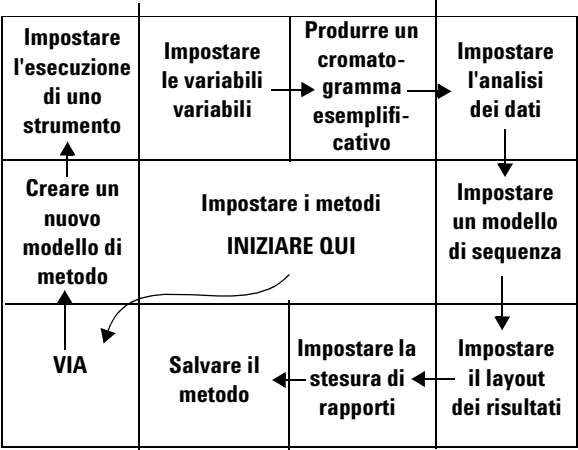 Impostare
l'esecuzione
di uno
strumento
Impostare
le variabili
variabili
Produrre un
cromato-
gramma
esemplifi-
cativo
Impostare
l'analisi
dei dati
Creare un
nuovo
modello di
metodo
Impostare i metodi
INIZIARE QUI
Impostare
un modello
di sequenza
VIA
Salvare il
metodo
Impostare la
stesura di
rapporti
Impostare
il layout
dei risultati